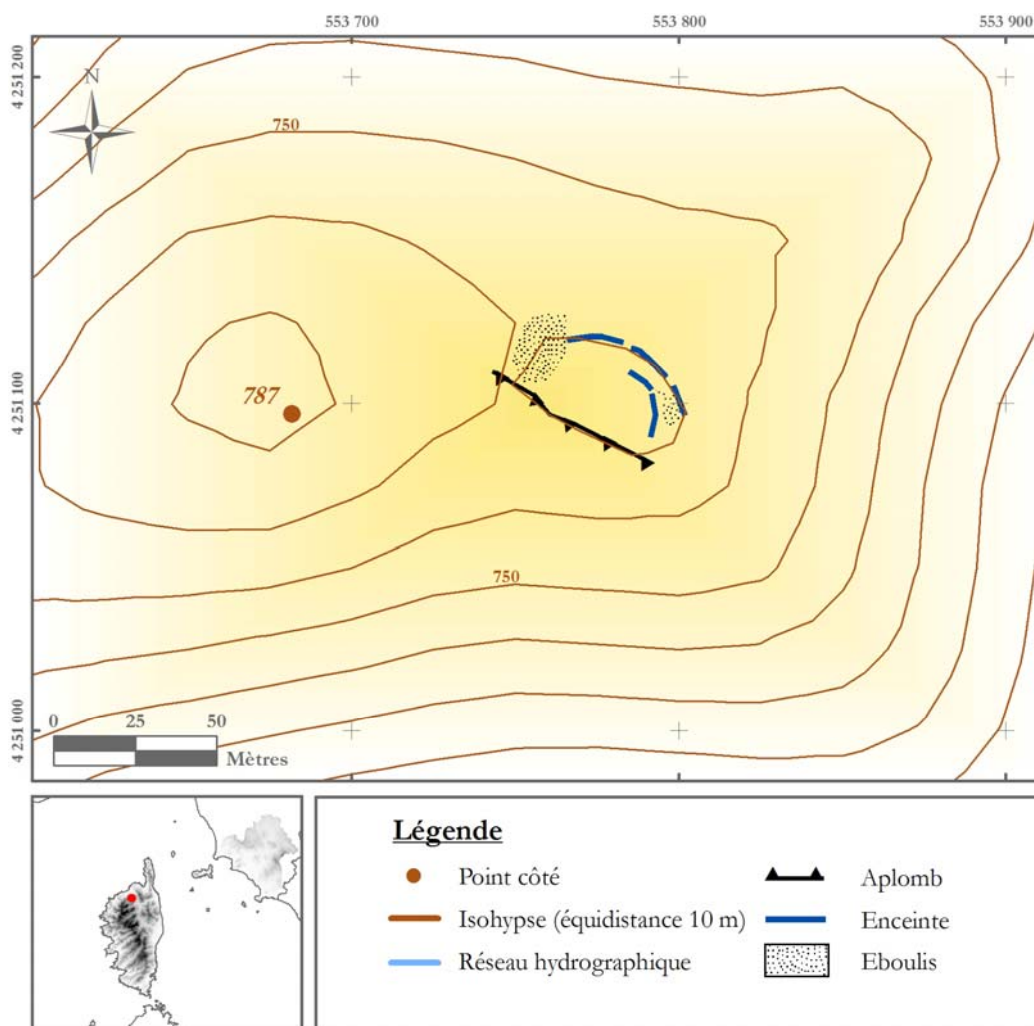 553 700
553 800
553 900
4 251 200
N
750
4 251 100
787
750
4 251 000
0 25 50
Mètres
Légende
Point côté
Aplomb
Isohypse (équidistance 10 m)
Enceinte
Réseau hydrographique
Eboulis